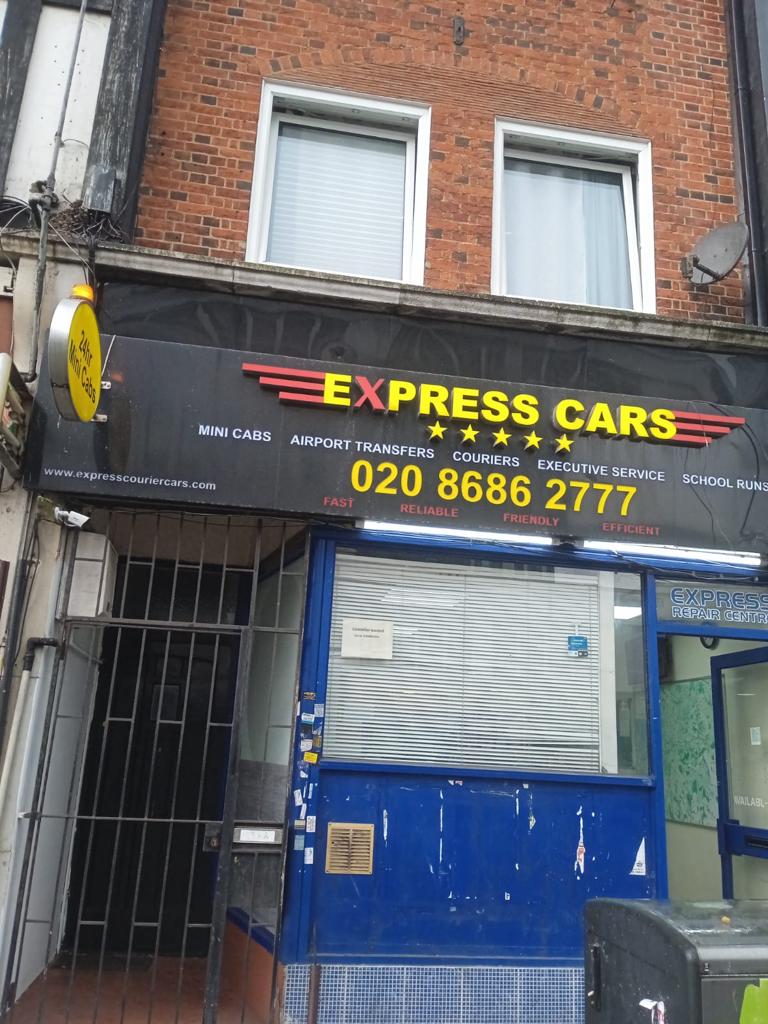 24hr
Mini Cabs
EXPRESS CARS
MINI CABS AIRPORT TRANSFERS COURIERS EXECUTIVE SERVICE SCHOOL RUNS
www.expresscouriercars.com
020 8686 2777
FAST RELIABLE FRIENDLY EFFICIENT
EXPRESS
REPAIR CENTR